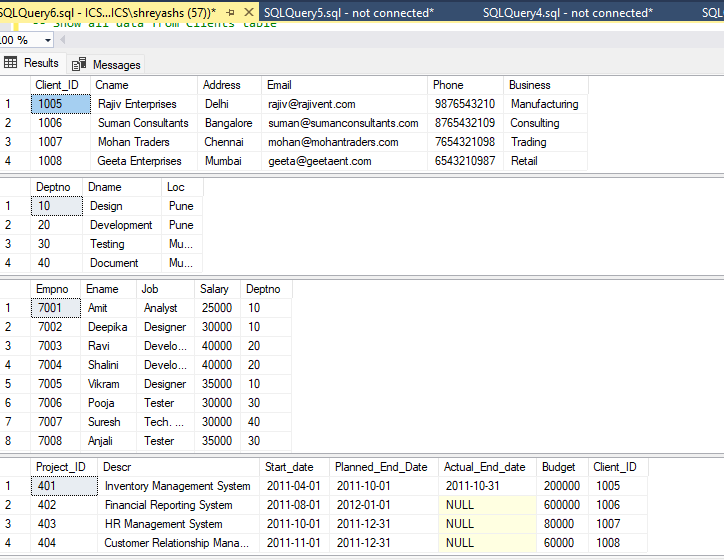 SQLQuery6.sql - ICS...ICS\shreyashs (57))* SQLQuery5.sql - not connected* SQLQuery4.sql - not connected* SQL
-- Show all data from Clients table
00 %
Results Messages
Client_ID Cname Address Email Phone Business
1 1005 Rajiv Enterprises Delhi rajiv@rajivent.com 9876543210 Manufacturing
2 1006 Suman Consultants Bangalore suman@sumanconsultants.com 8765432109 Consulting
3 1007 Mohan Traders Chennai mohan@mohantraders.com 7654321098 Trading
4 1008 Geeta Enterprises Mumbai geeta@geetaent.com 6543210987 Retail
Deptno Dname Loc
1 10 Design Pune
2 20 Development Pune
3 30 Testing Mu...
4 40 Document Mu...
Empno Ename Job Salary Deptno
1 7001 Amit Analyst 25000 10
2 7002 Deepika Designer 30000 10
3 7003 Ravi Develo... 40000 20
4 7004 Shalini Develo... 40000 20
5 7005 Vikram Designer 35000 10
6 7006 Pooja Tester 30000 30
7 7007 Suresh Tech. ... 30000 40
8 7008 Anjali Tester 35000 30
Project_ID Descr Start_date Planned_End_Date Actual_End_date Budget Client_ID
1 401 Inventory Management System 2011-04-01 2011-10-01 2011-10-31 200000 1005
2 402 Financial Reporting System 2011-08-01 2012-01-01 NULL 600000 1006
3 403 HR Management System 2011-10-01 2011-12-31 NULL 80000 1007
4 404 Customer Relationship Mana... 2011-11-01 2011-12-31 NULL 60000 1008